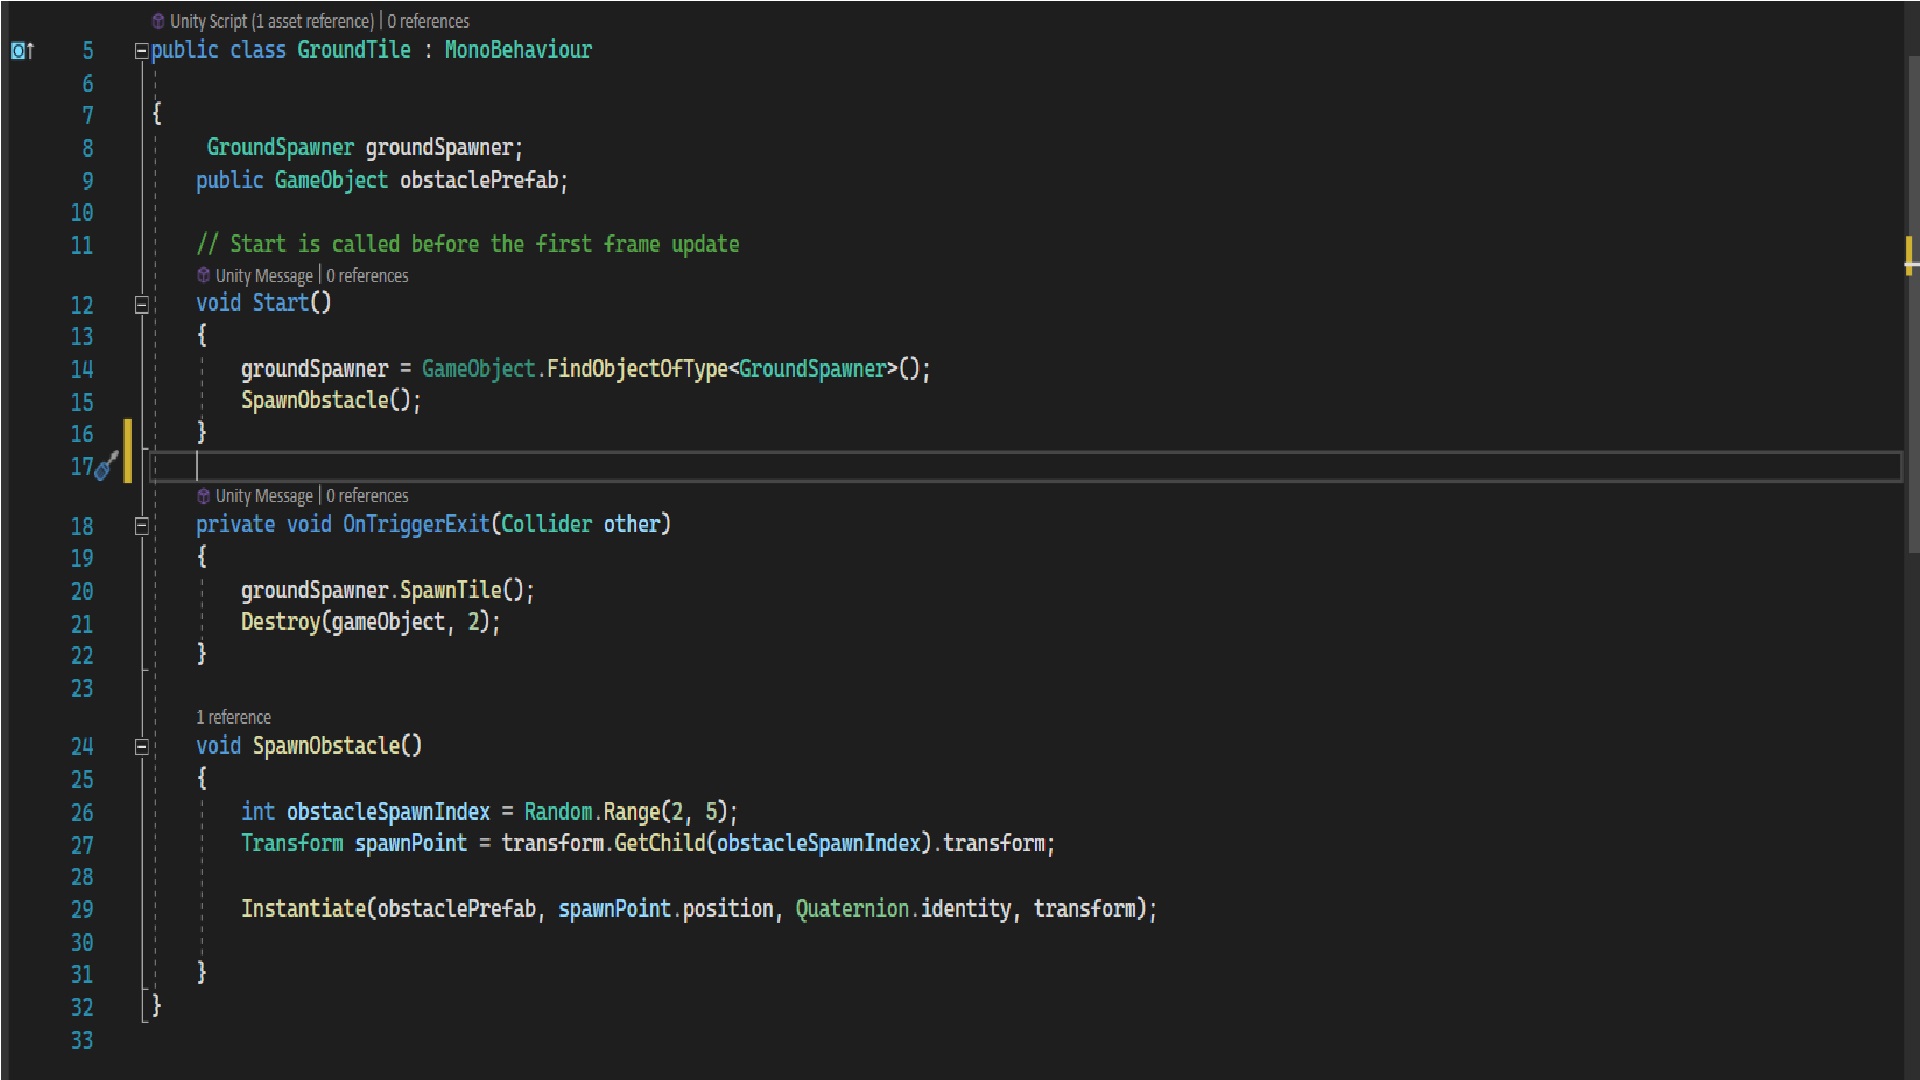 Unity Script (1 asset reference) | 0 references
5 public class GroundTile : MonoBehaviour
6
7 {
8 GroundSpawner groundSpawner;
9 public GameObject obstaclePrefab;
10
11 // Start is called before the first frame update
Unity Message | 0 references
12 void Start()
13 {
14 groundSpawner = GameObject.FindObjectOfType<GroundSpawner>();
15 SpawnObstacle();
16 }
17
Unity Message | 0 references
18 private void OnTriggerExit(Collider other)
19 {
20 groundSpawner.SpawnTile();
21 Destroy(gameObject, 2);
22 }
23
1 reference
24 void SpawnObstacle()
25 {
26 int obstacleSpawnIndex = Random.Range(2, 5);
27 Transform spawnPoint = transform.GetChild(obstacleSpawnIndex).transform;
28
29 Instantiate(obstaclePrefab, spawnPoint.position, Quaternion.identity, transform);
30
31 }
32 }
33